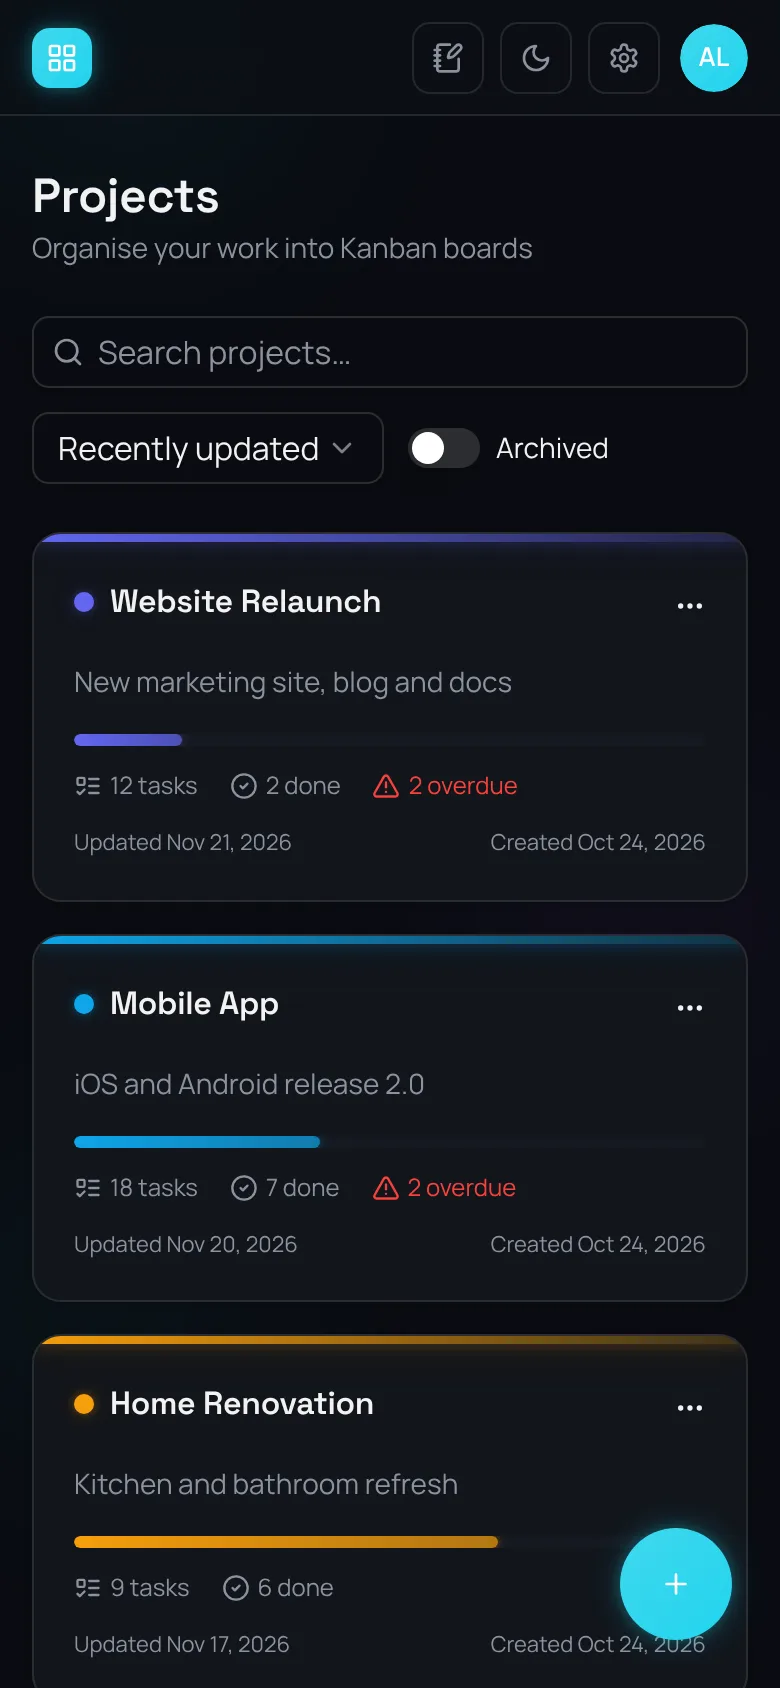 AL
Projects
Organise your work into Kanban boards
Search projects...
Recently updated
Archived
Website Relaunch
New marketing site, blog and docs
12 tasks 2 done 2 overdue
Updated Nov 21, 2026 Created Oct 24, 2026
Mobile App
iOS and Android release 2.0
18 tasks 7 done 2 overdue
Updated Nov 20, 2026 Created Oct 24, 2026
Home Renovation
Kitchen and bathroom refresh
9 tasks 6 done
Updated Nov 17, 2026 Created Oct 24, 2026